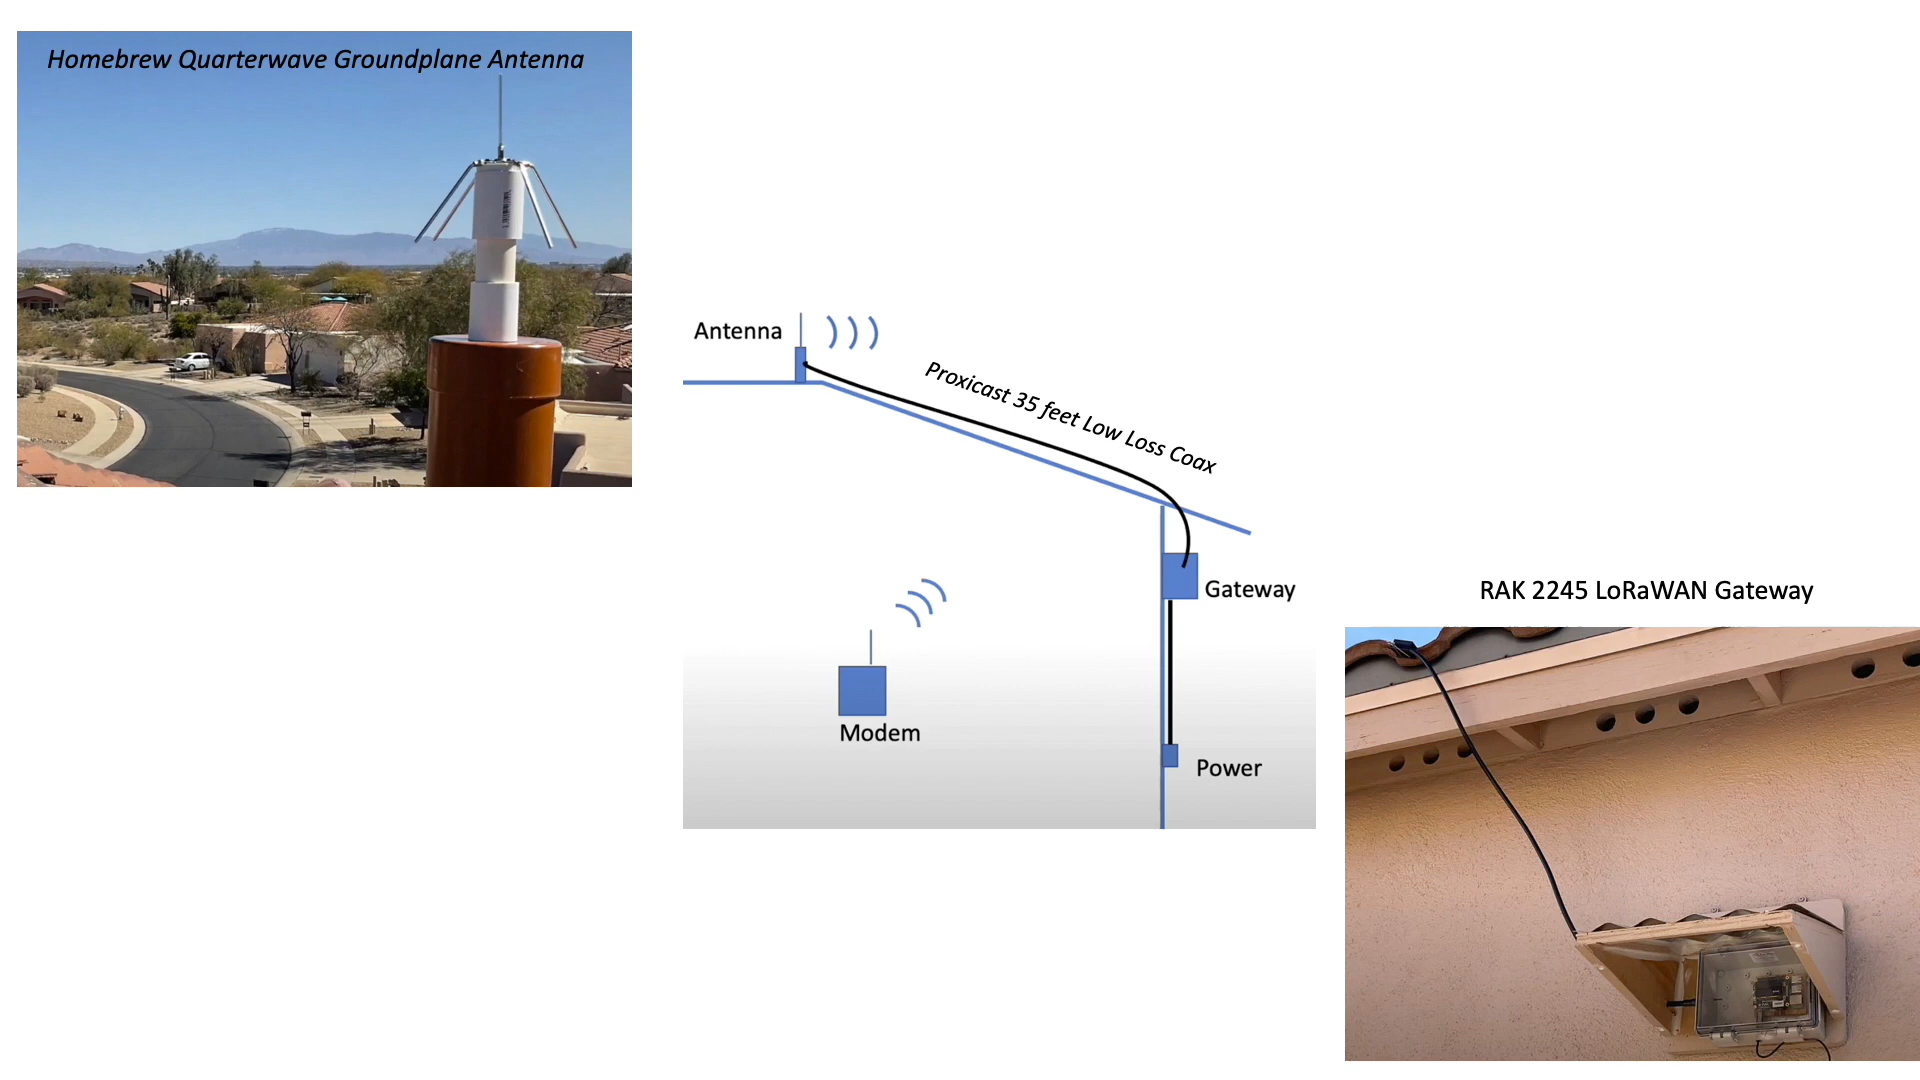 Homebrew Quarterwave Groundplane Antenna
Antenna
Proxicast 35 feet Low Loss Coax
Gateway
RAK 2245 LoRaWAN Gateway
Modem
Power